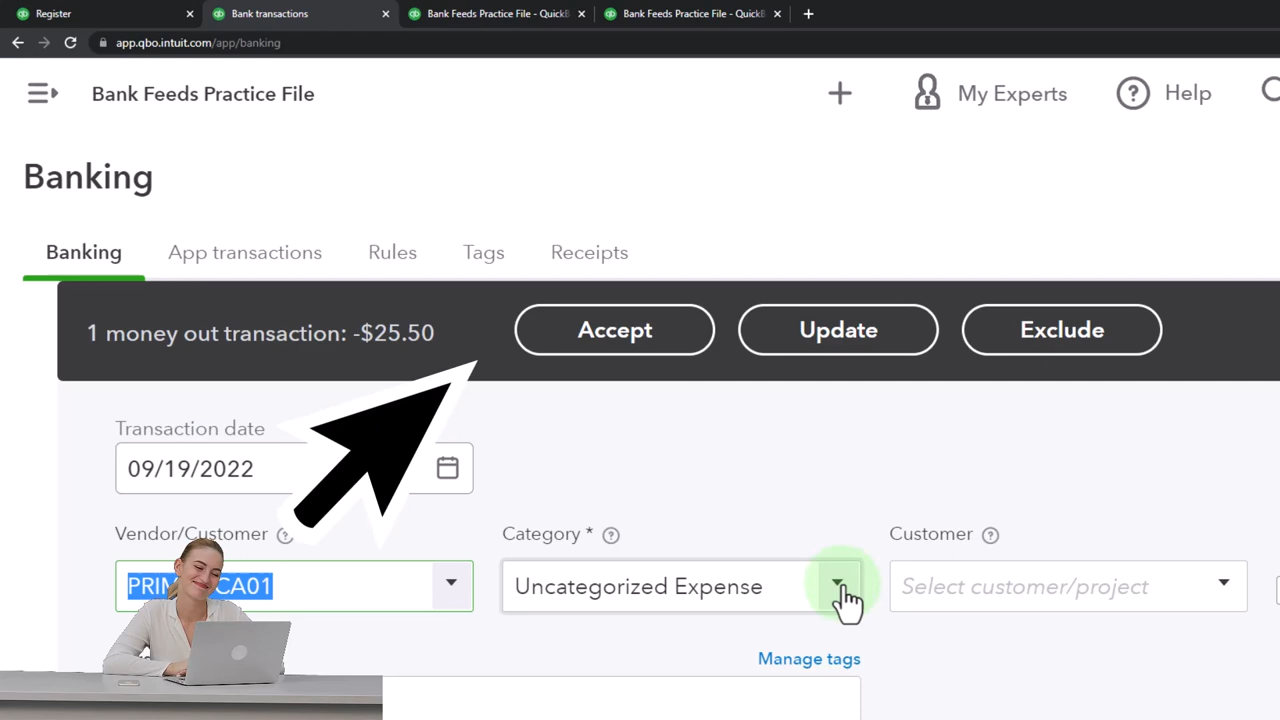 Register
Bank transactions
Bank Feeds Practice File - QuickB
Bank Feeds Practice File - QuickB
app.qbo.intuit.com/app/banking
Bank Feeds Practice File
My Experts
Help
Banking
Banking
App transactions
Rules
Tags
Receipts
1 money out transaction: -$25.50
Accept
Update
Exclude
Transaction date
09/19/2022
Vendor/Customer
Category *
Customer
Uncategorized Expense
Select customer/project
Manage tags